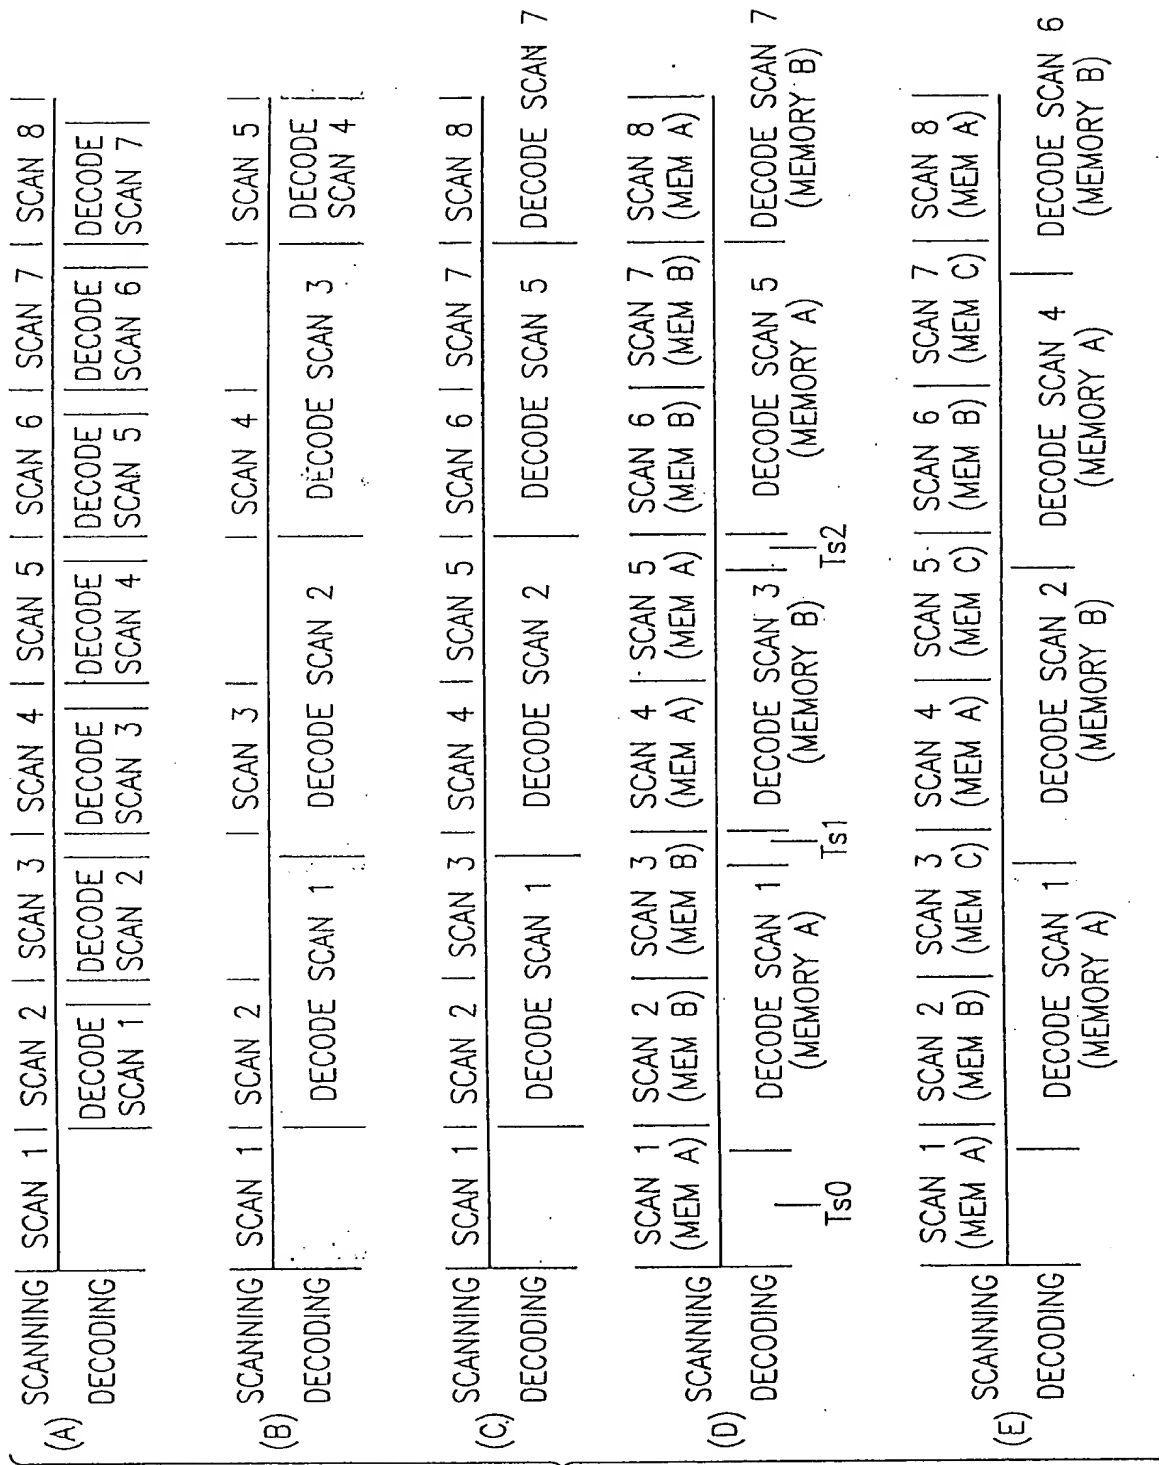 (A) SCANNING | SCAN 1 | SCAN 2 | SCAN 3 | SCAN 4 | SCAN 5 | SCAN 6 | SCAN 7 | SCAN 8 |
DECODING | DECODE SCAN 1 | DECODE SCAN 2 | DECODE SCAN 3 | DECODE SCAN 4 | DECODE SCAN 5 | DECODE SCAN 6 | DECODE SCAN 7 |
(B) SCANNING | SCAN 1 | SCAN 2 | SCAN 3 | SCAN 4 | SCAN 5 |
DECODING | DECODE SCAN 1 | DECODE SCAN 2 | DECODE SCAN 3 | DECODE SCAN 4
(C) SCANNING | SCAN 1 | SCAN 2 | SCAN 3 | SCAN 4 | SCAN 5 | SCAN 6 | SCAN 7 | SCAN 8 |
DECODING | DECODE SCAN 1 | DECODE SCAN 2 | DECODE SCAN 5 | DECODE SCAN 7
(D) SCANNING | SCAN 1 | SCAN 2 | SCAN 3 | SCAN 4 | SCAN 5 | SCAN 6 | SCAN 7 | SCAN 8 |
(MEM A) | (MEM B) | (MEM B) | (MEM A) | (MEM A) | (MEM B) | (MEM B) | (MEM A)
DECODING | DECODE SCAN 1 | DECODE SCAN 3 | DECODE SCAN 5 | DECODE SCAN 7
(MEMORY A) (MEMORY B) (MEMORY A) (MEMORY B)
Ts0 Ts1 Ts2
(E) SCANNING | SCAN 1 | SCAN 2 | SCAN 3 | SCAN 4 | SCAN 5 | SCAN 6 | SCAN 7 | SCAN 8 |
(MEM A) | (MEM B) | (MEM C) | (MEM A) | (MEM C) | (MEM B) | (MEM C) | (MEM A)
DECODING | DECODE SCAN 1 | DECODE SCAN 2 | DECODE SCAN 4 | DECODE SCAN 6
(MEMORY A) (MEMORY B) (MEMORY A) (MEMORY B)